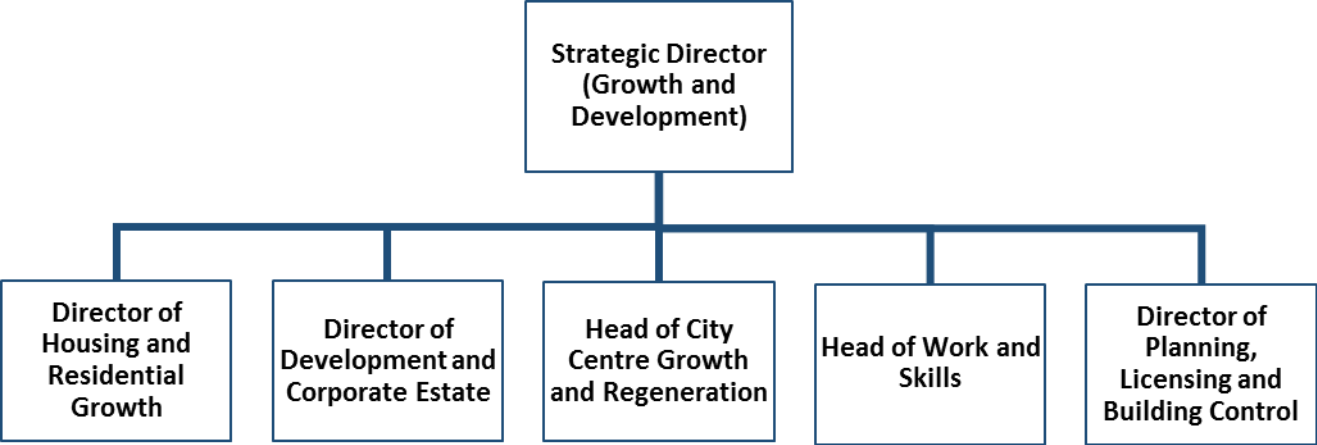 Strategic Director
(Growth and
Development)
Director of
Housing and
Residential
Growth
Director of
Development and
Corporate Estate
Head of City
Centre Growth
and Regeneration
Head of Work and
Skills
Director of
Planning,
Licensing and
Building Control